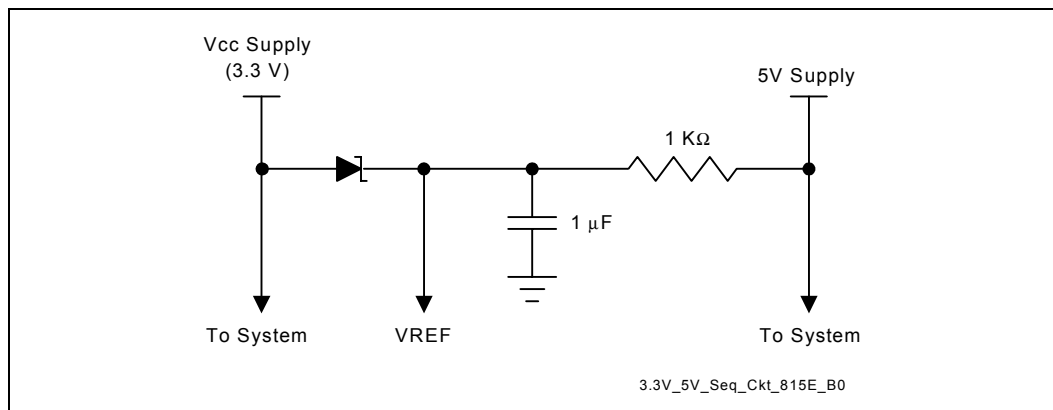 Vcc Supply
(3.3 V)
5V Supply
1 KΩ
1 μF
To System
VREF
To System
3.3V_5V_Seq_Ckt_815E_B0